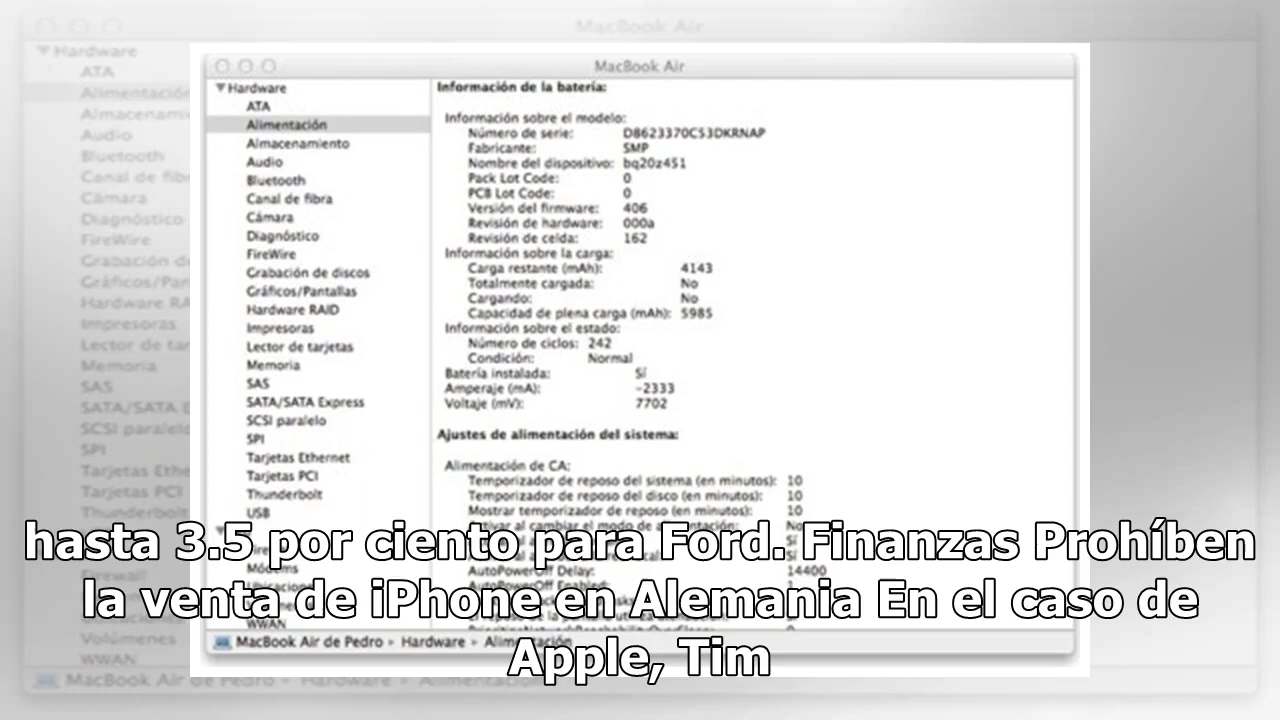 MacBook Air
Hardware
ATA
Alimentación
Almacenamiento
Audio
Bluetooth
Canal de fibra
Cámara
Diagnóstico
FireWire
Grabación de discos
Gráficos/Pantallas
Hardware RAID
Impresoras
Lector de tarjetas
Memoria
SAS
SATA/SATA Express
SCSI paralelo
SPI
Tarjetas Ethernet
Tarjetas PCI
Thunderbolt
USB
Módems
WWAN
Información de la batería:
Información sobre el modelo:
Número de serie: D8623370C53DKRNAP
Fabricante: SMP
Nombre del dispositivo: bq20z451
Pack Lot Code: 0
PCB Lot Code: 0
Versión del firmware: 406
Revisión de hardware: 000a
Revisión de celda: 162
Información sobre la carga:
Carga restante (mAh): 4143
Totalmente cargada: No
Cargando: No
Capacidad de plena carga (mAh): 5985
Información sobre el estado:
Número de ciclos: 242
Condición: Normal
Batería instalada: Sí
Amperaje (mA): -2333
Voltaje (mV): 7702
Ajustes de alimentación del sistema:
Alimentación de CA:
Temporizador de reposo del sistema (en minutos): 10
Temporizador de reposo del disco (en minutos): 10
Mostrar temporizador de reposo (en minutos): 10
AutoPowerOff Delay: 14400
MacBook Air de Pedro ▸ Hardware ▸ Alimentación
hasta 3.5 por ciento para Ford. Finanzas Prohíben
la venta de iPhone en Alemania En el caso de
Apple, Tim